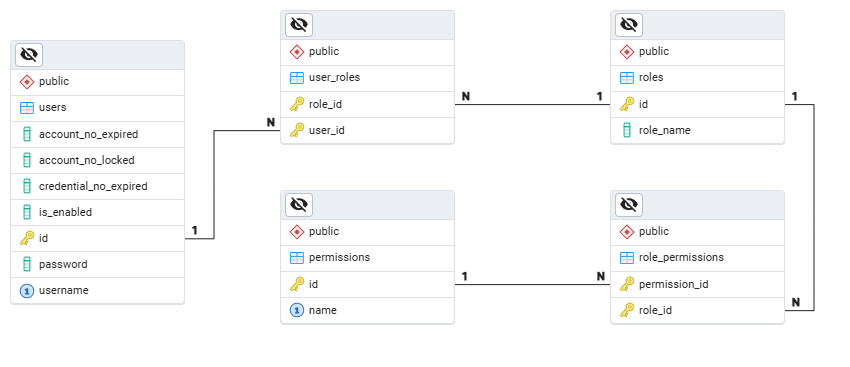 public
users
account_no_expired
account_no_locked
credential_no_expired
is_enabled
id
password
username
1
N
public
user_roles
role_id
user_id
N
1
public
roles
id
role_name
1
public
permissions
id
name
1
N
public
role_permissions
permission_id
role_id
N